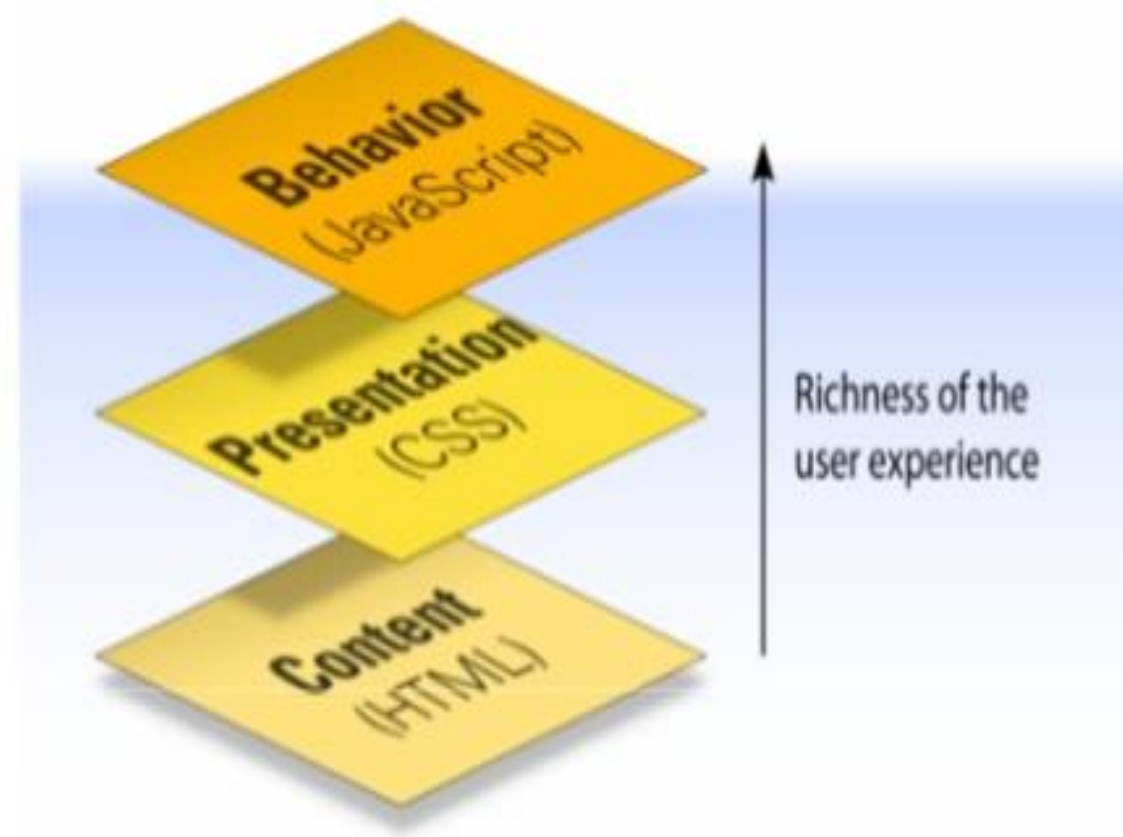 Behavior
(JavaScript)
Presentation
(CSS)
Content
(HTML)
Richness of the
user experience